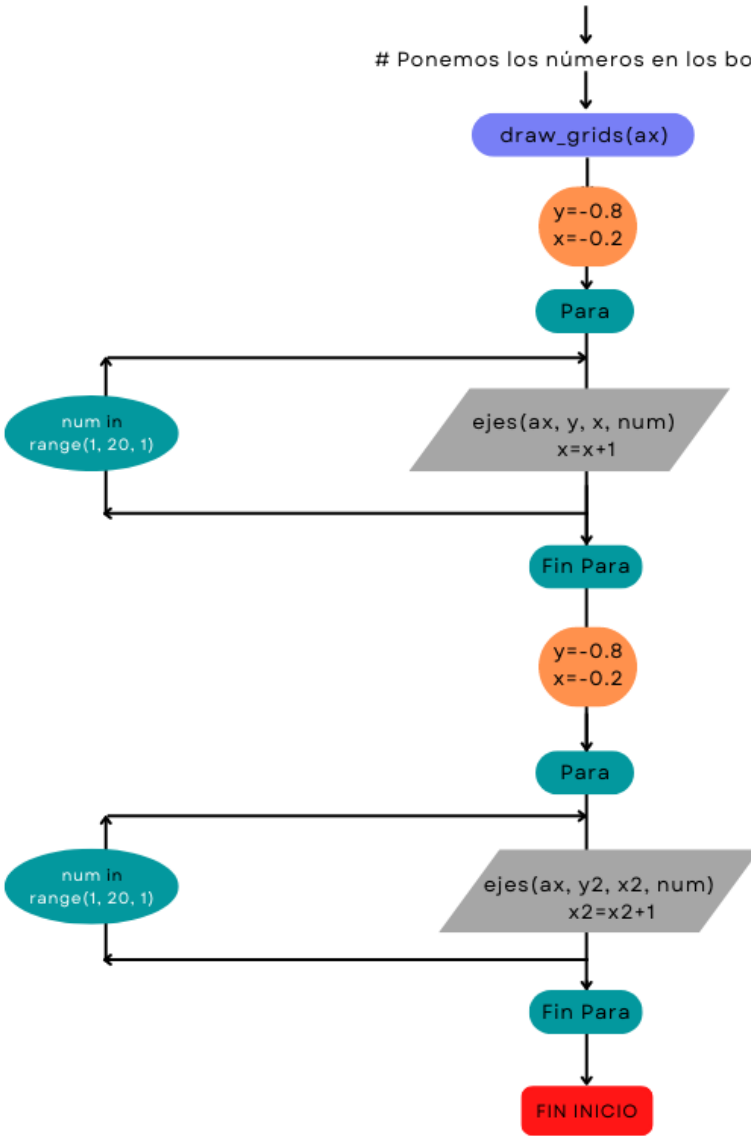 # Ponemos los números en los bo
draw_grids(ax)
y=-0.8
x=-0.2
Para
num in
range(1, 20, 1)
ejes(ax, y, x, num)
x=x+1
Fin Para
y=-0.8
x=-0.2
Para
num in
range(1, 20, 1)
ejes(ax, y2, x2, num)
x2=x2+1
Fin Para
FIN INICIO